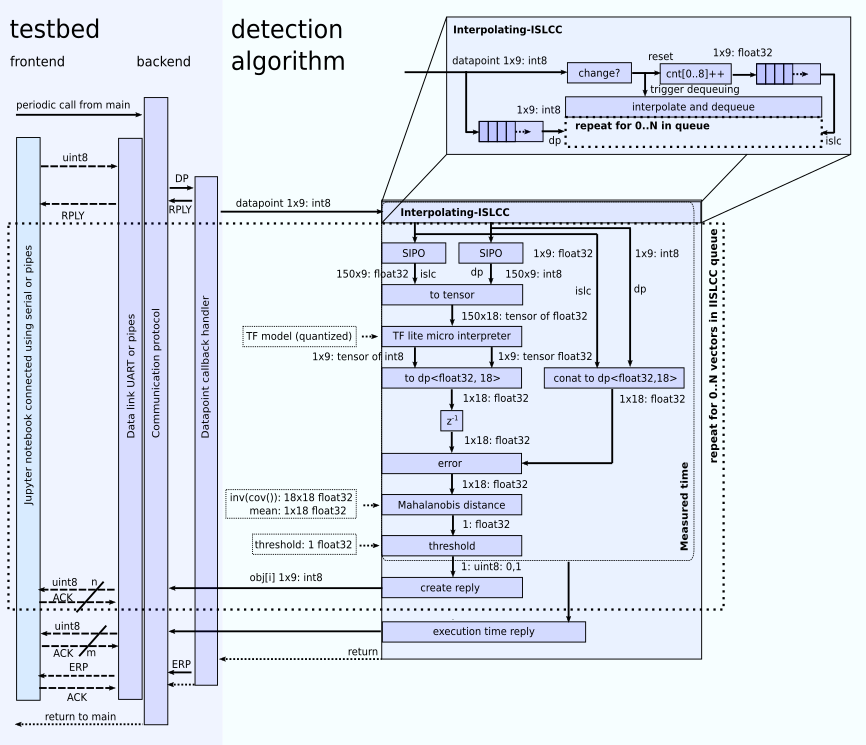 testbed
frontend
backend
detection
algorithm
Interpolating-ISLCC
datapoint 1x9: int8
change?
reset
cnt[0..8]++
1x9: float32
trigger dequeuing
1x9: int8
interpolate and dequeue
repeat for 0..N in queue
dp
islc
periodic call from main
uint8
RPLY
DP
RPLY
datapoint 1x9: int8
Interpolating-ISLCC
SIPO
SIPO
1x9: float32
1x9: int8
150x9: float32
islc
dp
150x9: int8
to tensor
islc
dp
150x18: tensor of float32
TF model (quantized)
TF lite micro interpreter
1x9: tensor of int8
1x9: tensor float32
to dp<float32, 18>
conat to dp<float32,18>
1x18: float32
1x18: float32
z-1
1x18: float32
error
1x18: float32
inv(cov()): 18x18 float32
mean: 1x18 float32
Mahalanobis distance
1: float32
threshold: 1 float32
threshold
1: uint8: 0,1
Measured time
repeat for 0..N vectors in IISLCC queue
Jupyter notebook connected using serial or pipes
Data link UART or pipes
Communication protocol
Datapoint callback handler
uint8
n
ACK
obj[i] 1x9: int8
create reply
uint8
ACK
m
execution time reply
return
ERP
ERP
ACK
return to main